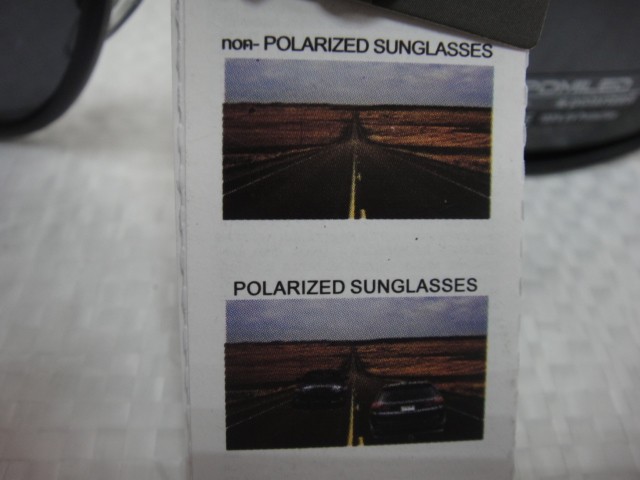 non- POLARIZED SUNGLASSES
POLARIZED SUNGLASSES